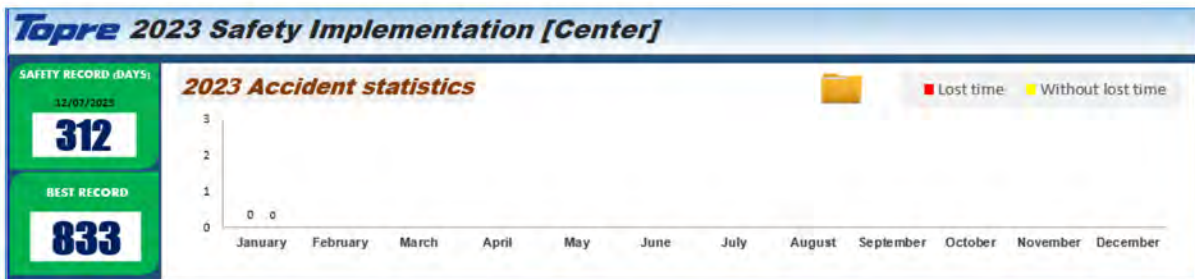 Topre 2023 Safety Implementation [Center]
SAFETY RECORD (DAYS)
12/07/2023
312
BEST RECORD
833
2023 Accident statistics
Lost time
Without lost time
3
2
1
0
0 0
January February March April May June July August September October November December